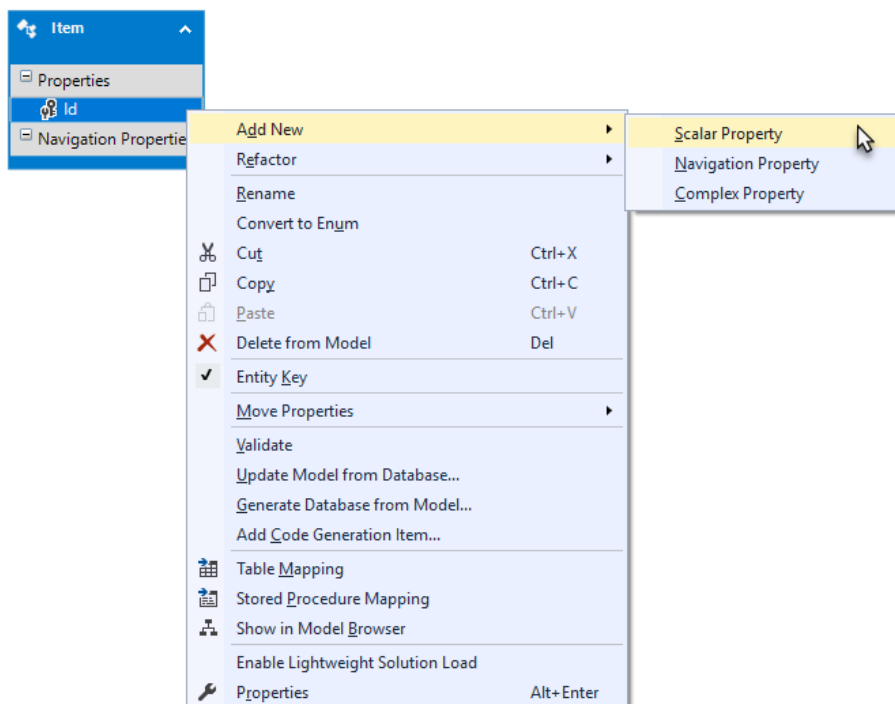 Item
Properties
Id
Navigation Propertie
Add New
Scalar Property
Navigation Property
Complex Property
Refactor
Rename
Convert to Enum
Cut Ctrl+X
Copy Ctrl+C
Paste Ctrl+V
Delete from Model Del
Entity Key
Move Properties
Validate
Update Model from Database...
Generate Database from Model...
Add Code Generation Item...
Table Mapping
Stored Procedure Mapping
Show in Model Browser
Enable Lightweight Solution Load
Properties Alt+Enter